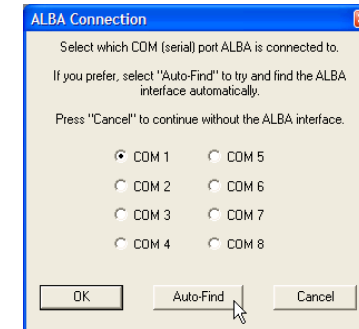 ALBA Connection
Select which COM (serial) port ALBA is connected to.
If you prefer, select "Auto-Find" to try and find the ALBA
interface automatically.
Press "Cancel" to continue without the ALBA interface.
COM 1 COM 5
COM 2 COM 6
COM 3 COM 7
COM 4 COM 8
OK Auto-Find Cancel